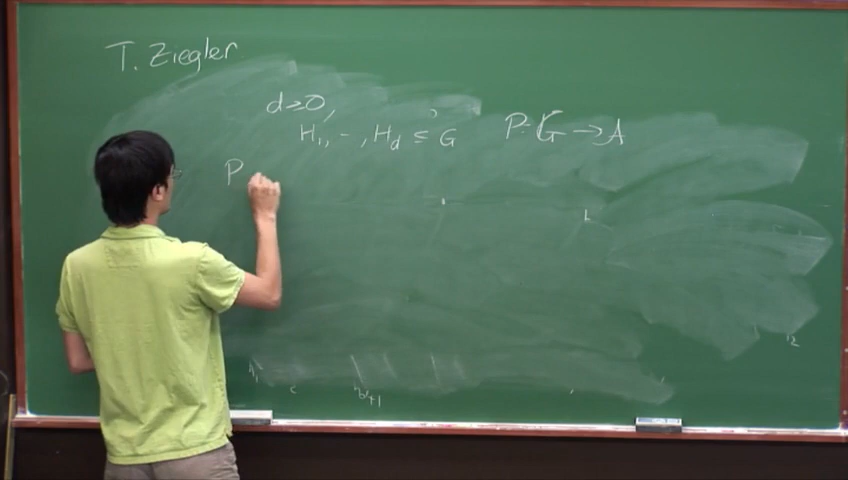 T. Ziegler
d≥0,
H₁, -, H_d ≤ G P: G → A
P